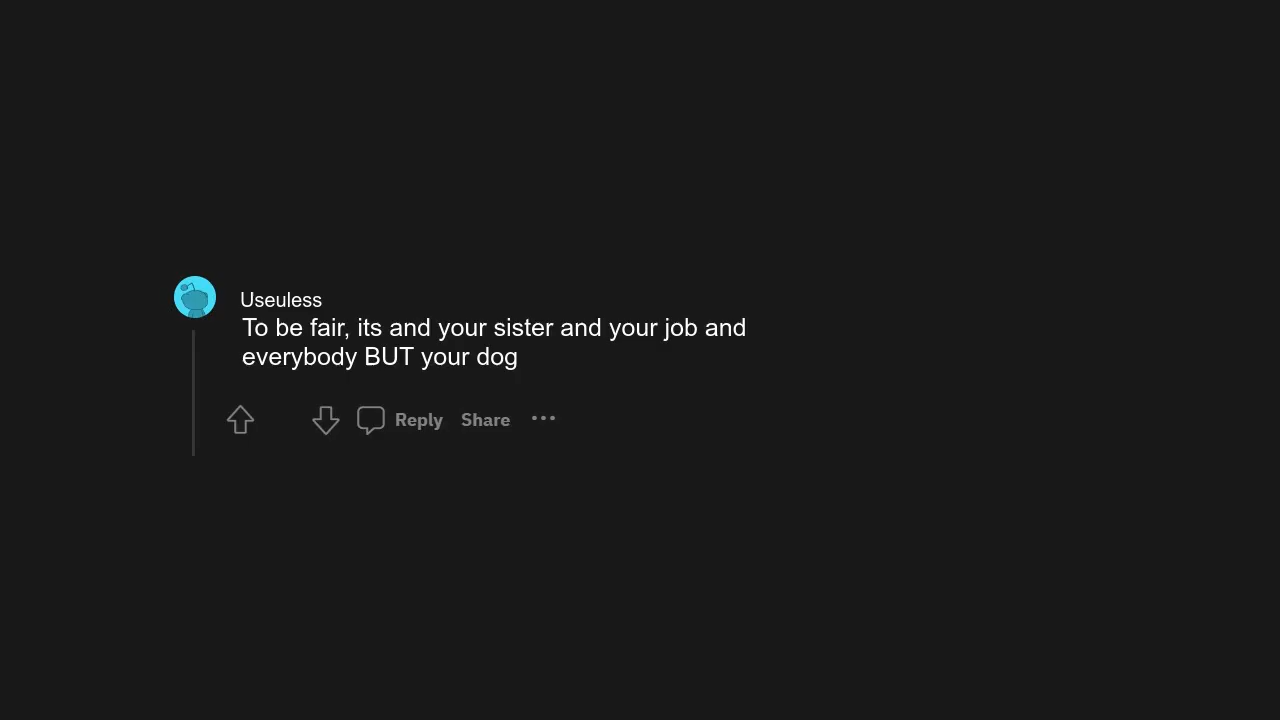 Useuless
To be fair, its and your sister and your job and
everybody BUT your dog
Reply Share